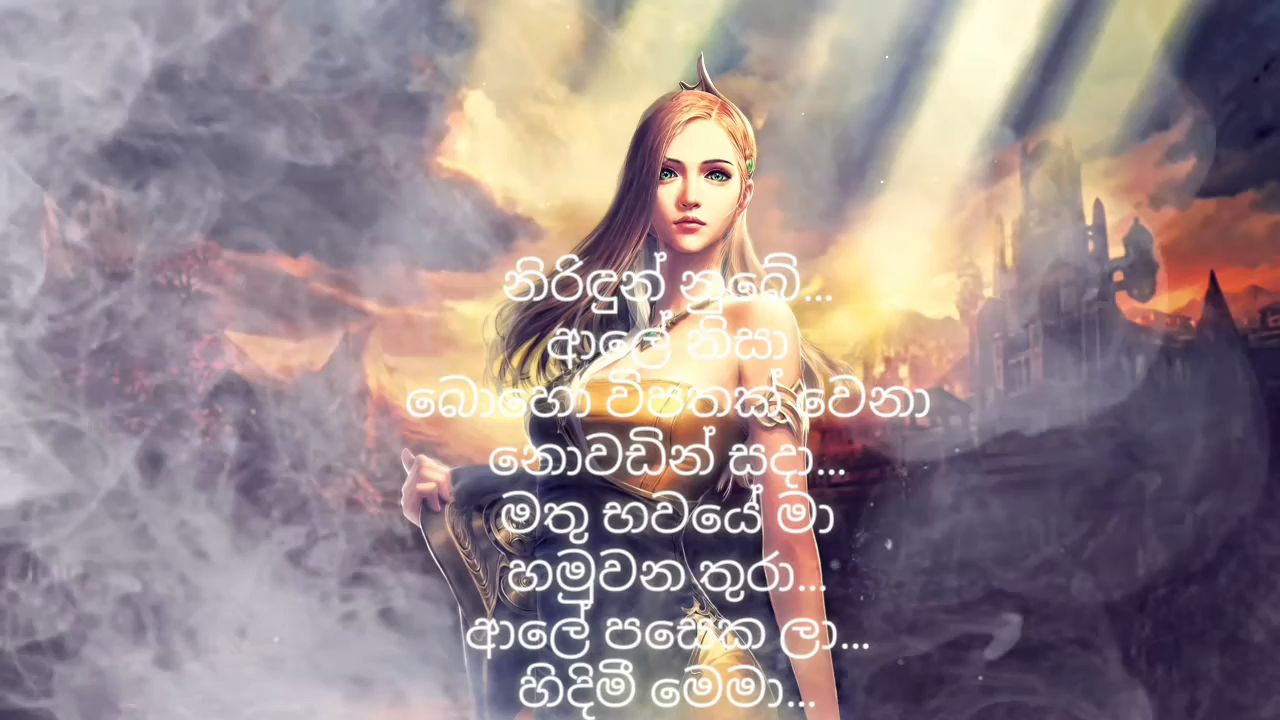 නිරිඳුන් නුබේ...
ආලේ නිසා
බොහෝ විපතක් වෙනා
නොවඩින් සදා...
මතු භවයේ මා
හමුවන තුරා...
ආලේ පසෙක ලා...
හිදිමී මෙමා...